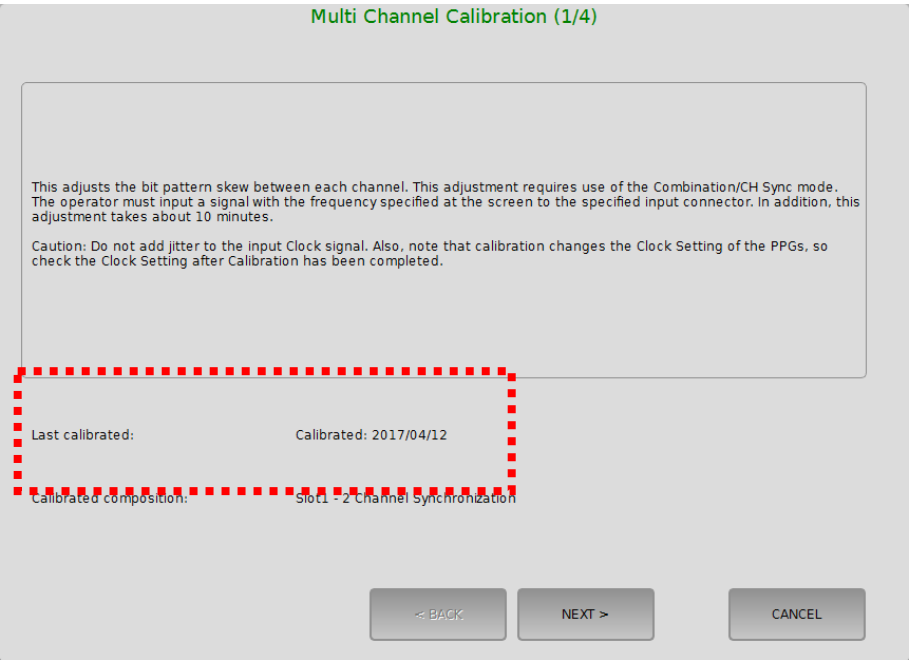 Multi Channel Calibration (1/4)
This adjusts the bit pattern skew between each channel. This adjustment requires use of the Combination/CH Sync mode.
The operator must input a signal with the frequency specified at the screen to the specified input connector. In addition, this
adjustment takes about 10 minutes.
Caution: Do not add jitter to the input Clock signal. Also, note that calibration changes the Clock Setting of the PPGs, so
check the Clock Setting after Calibration has been completed.
Last calibrated: Calibrated: 2017/04/12
Calibrated composition: Slot1 - 2 Channel Synchronization
< BACK NEXT > CANCEL